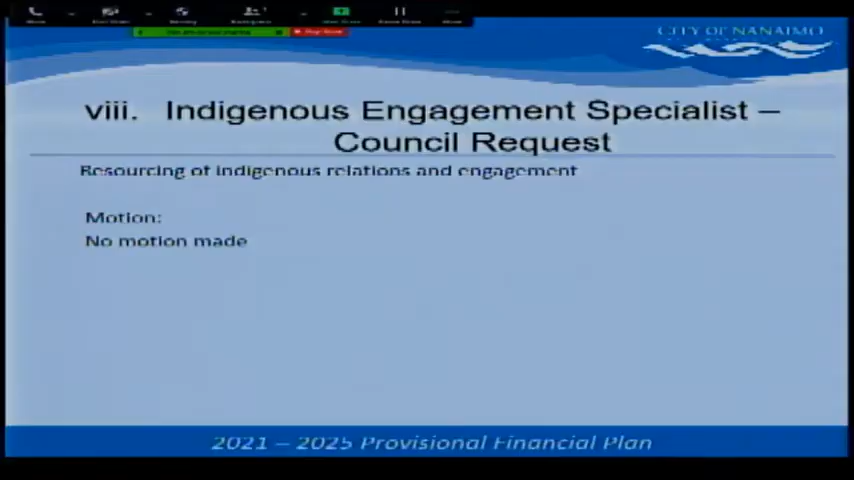 CITY OF NANAIMO
viii. Indigenous Engagement Specialist –
Council Request
Resourcing of indigenous relations and engagement
Motion:
No motion made
2021 – 2025 Provisional Financial Plan